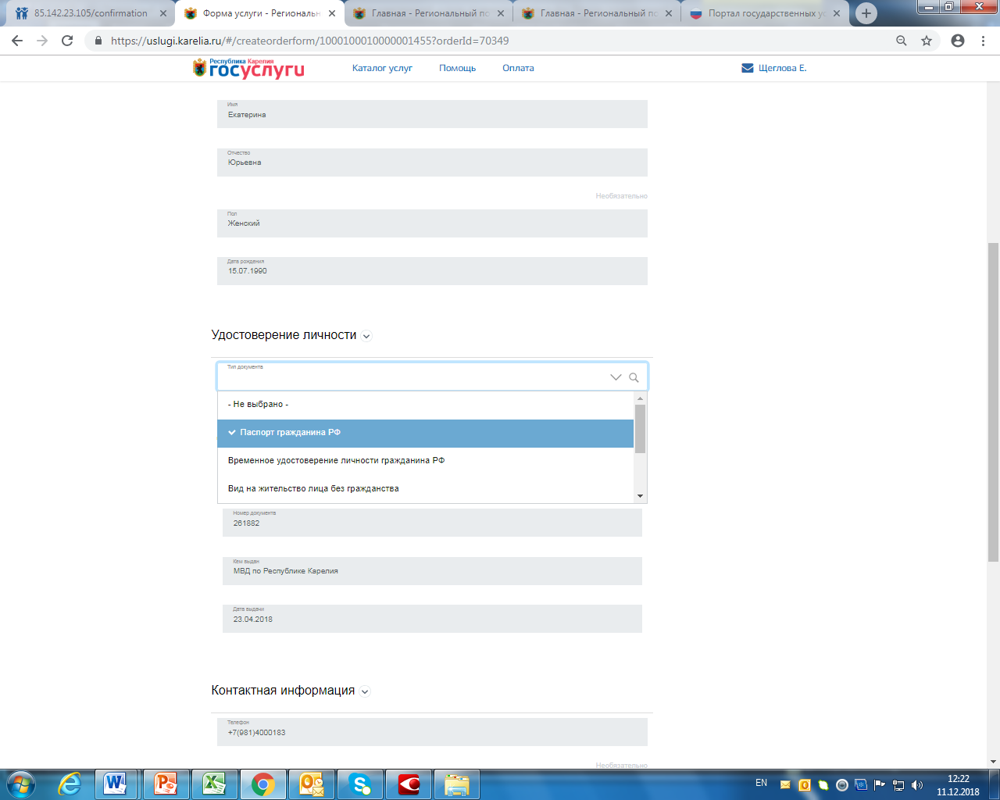 85.142.23.105/confirmation
Форма услуги - Региональн
Главная - Региональный по
Главная - Региональный по
Портал государственных ус
https://uslugi.karelia.ru/#/createorderform/1000100010000001455?orderId=70349
Республика Карелия
госуслуги
Каталог услуг
Помощь
Оплата
Щеглова Е.
Имя
Екатерина
Отчество
Юрьевна
Необязательно
Пол
Женский
Дата рождения
15.07.1990
Удостоверение личности
Тип документа
- Не выбрано -
Паспорт гражданина РФ
Временное удостоверение личности гражданина РФ
Вид на жительство лица без гражданства
Номер документа
261882
Кем выдан
МВД по Республике Карелия
Дата выдачи
23.04.2018
Контактная информация
Телефон
+7(981)4000183
Необязательно
EN
12:22
11.12.2018